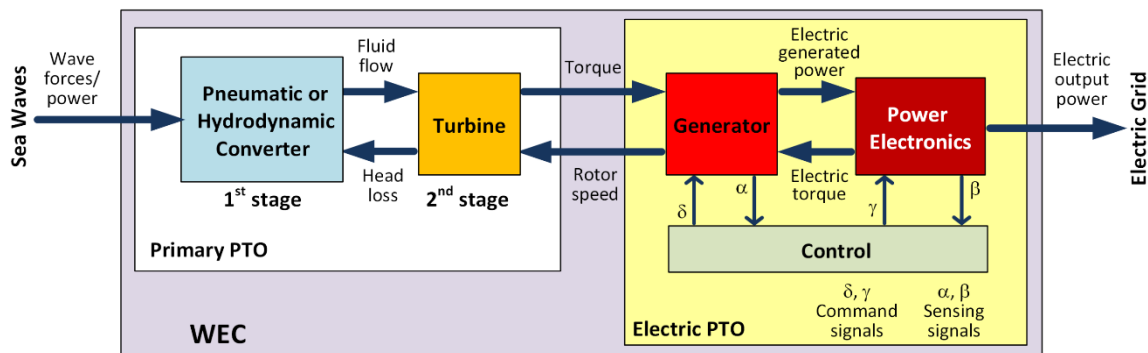 Sea Waves
Wave
forces/
power
Pneumatic or
Hydrodynamic
Converter
1st stage
Fluid
flow
Head
loss
Turbine
2nd stage
Primary PTO
WEC
Torque
Rotor
speed
Generator
Electric
generated
power
Electric
torque
Power
Electronics
δ
α
γ
β
Control
δ, γ
Command
signals
α, β
Sensing
signals
Electric PTO
Electric
output
power
Electric Grid